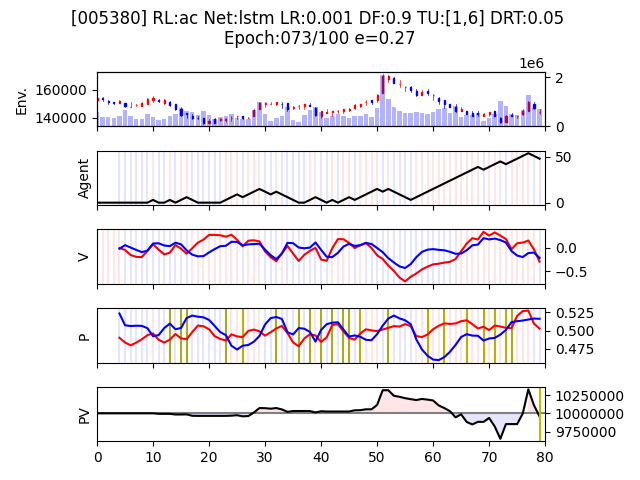 [005380] RL:ac Net:lstm LR:0.001 DF:0.9 TU:[1,6] DRT:0.05
Epoch:073/100 e=0.27
1e6
Env.
160000
140000
2
0
Agent
50
0
V
0.0
−0.5
P
0.525
0.500
0.475
PV
10250000
10000000
9750000
0 10 20 30 40 50 60 70 80